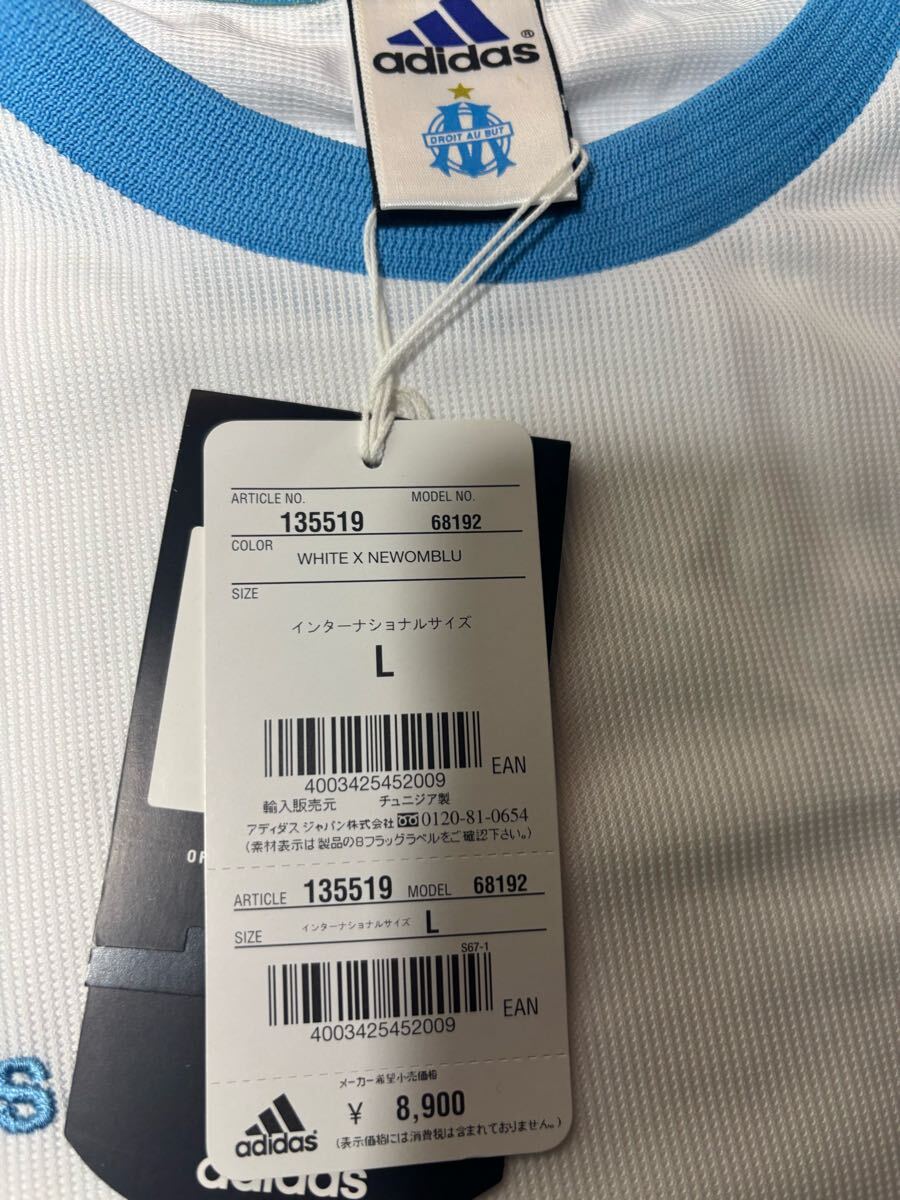 adidas®
DROIT AU BUT
ARTICLE NO. MODEL NO.
135519 68192
COLOR
WHITE X NEWOMBLU
SIZE
インターナショナルサイズ
L
4003425452009 EAN
輸入販売元 チュニジア製
アディダス ジャパン株式会社 0120-81-0654
(素材表示は製品のBフラッグラベルをご確認下さい。)
ARTICLE 135519 MODEL 68192
SIZE インターナショナルサイズ L
S67-1
4003425452009 EAN
メーカー希望小売価格
¥ 8,900
(表示価格には消費税は含まれておりません。)
adidas
adidas
S